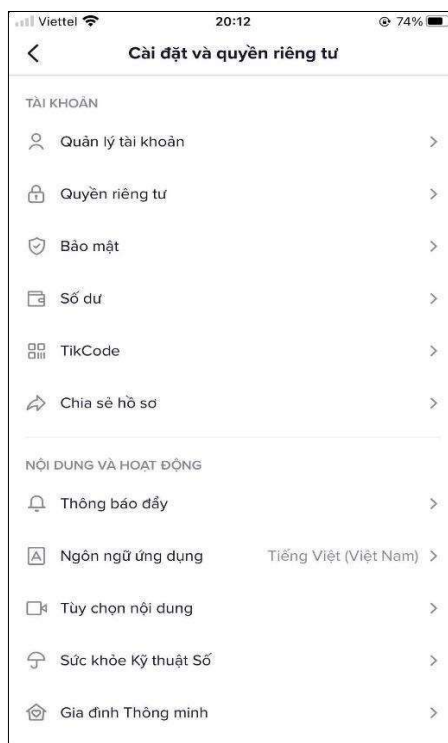 Viettel 20:12 74%
Cài đặt và quyền riêng tư
TÀI KHOẢN
Quản lý tài khoản
Quyền riêng tư
Bảo mật
Số dư
TikCode
Chia sẻ hồ sơ
NỘI DUNG VÀ HOẠT ĐỘNG
Thông báo đẩy
Ngôn ngữ ứng dụng Tiếng Việt (Việt Nam)
Tùy chọn nội dung
Sức khỏe Kỹ thuật Số
Gia đình Thông minh